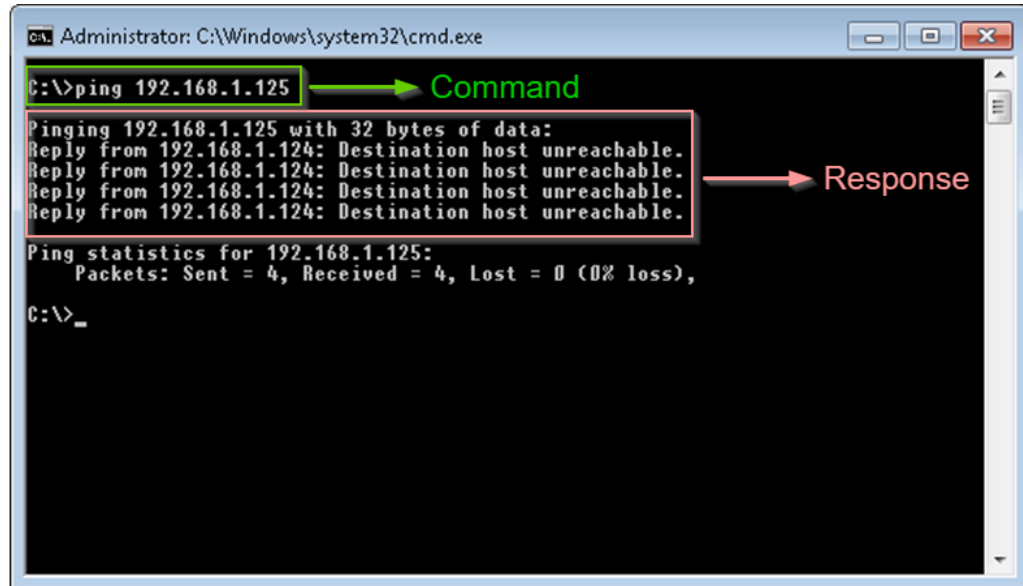 Administrator: C:\Windows\system32\cmd.exe
C:\>ping 192.168.1.125
Command
Pinging 192.168.1.125 with 32 bytes of data:
Reply from 192.168.1.124: Destination host unreachable.
Reply from 192.168.1.124: Destination host unreachable.
Reply from 192.168.1.124: Destination host unreachable.
Reply from 192.168.1.124: Destination host unreachable.
Response
Ping statistics for 192.168.1.125:
    Packets: Sent = 4, Received = 4, Lost = 0 (0% loss),
C:\>_